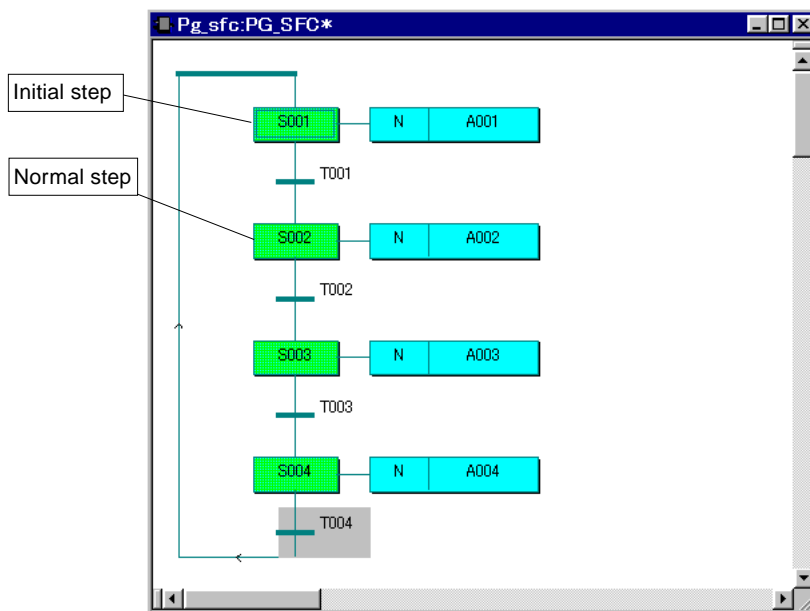 Pg_sfc:PG_SFC*
Initial step
S001 N A001
T001
Normal step
S002 N A002
T002
S003 N A003
T003
S004 N A004
T004